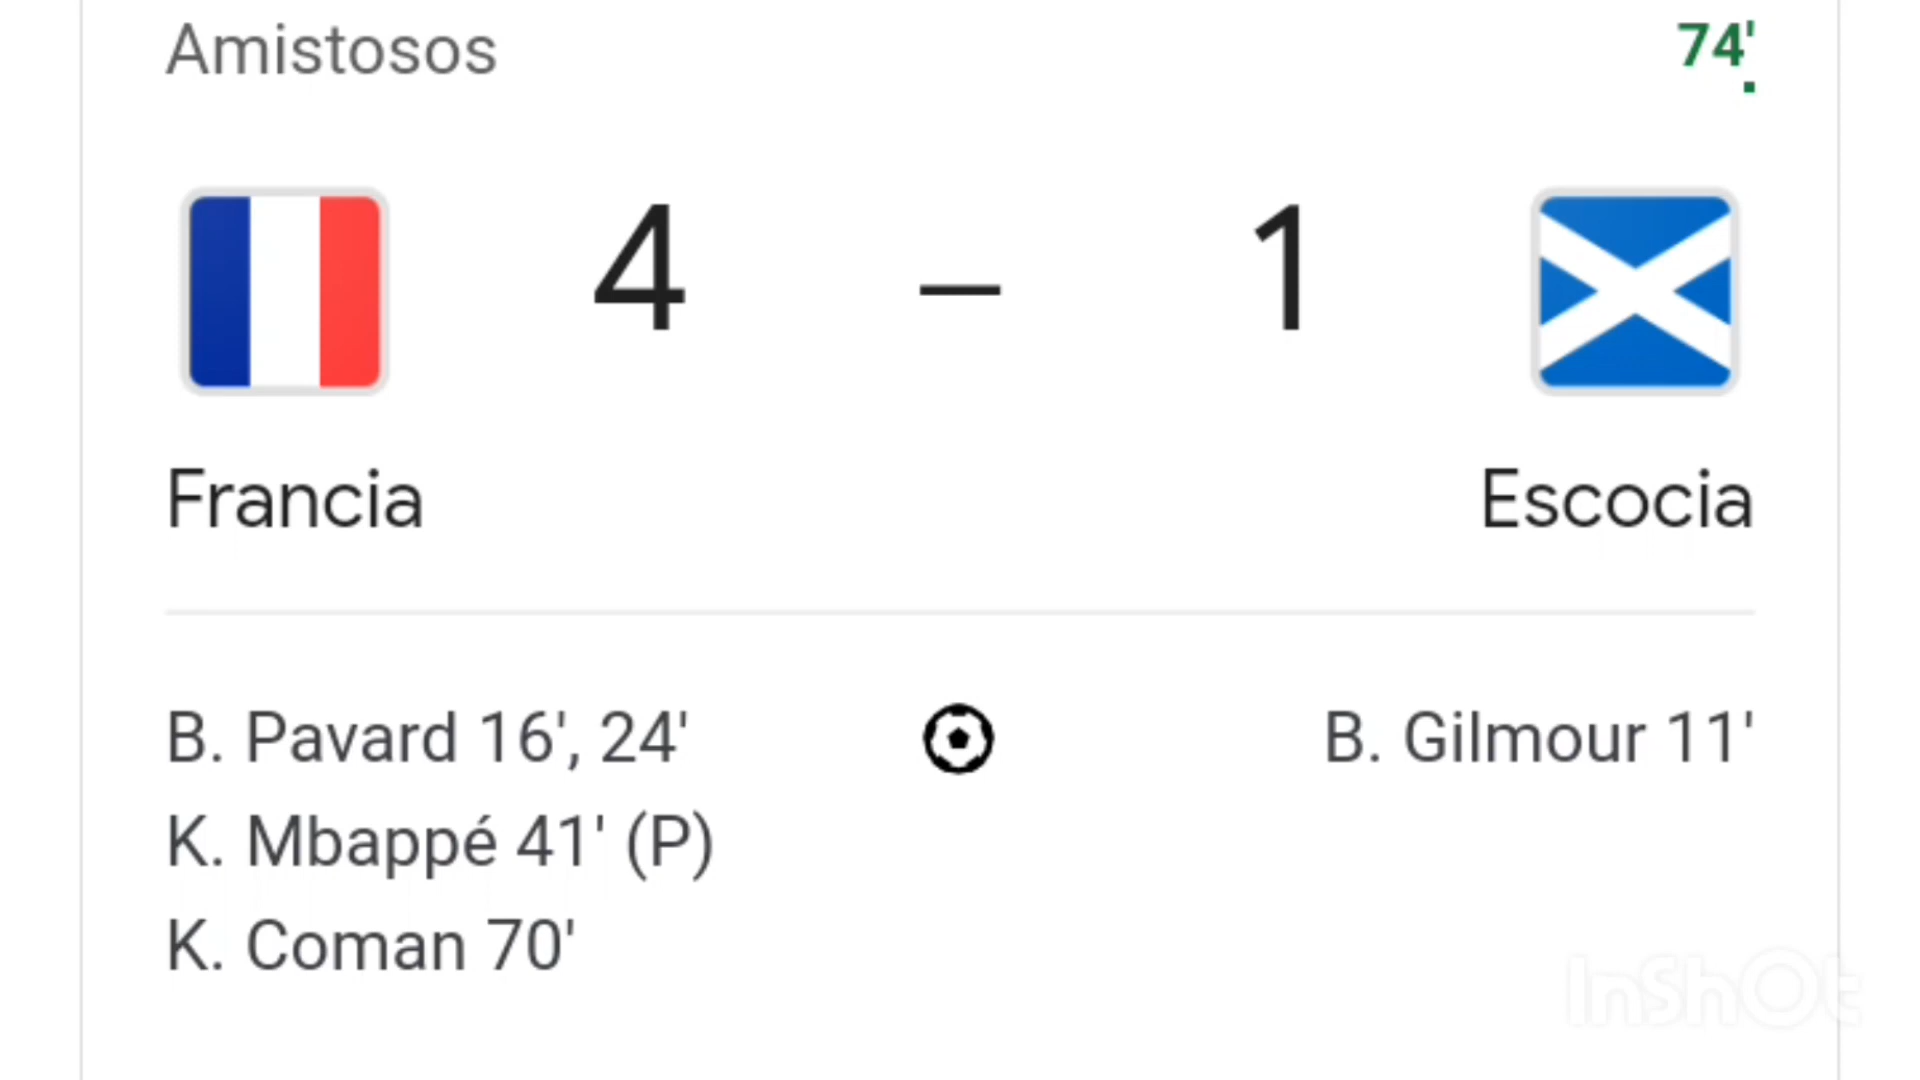 Amistosos
74'
4 – 1
Francia
Escocia
B. Pavard 16', 24'
B. Gilmour 11'
K. Mbappé 41' (P)
K. Coman 70'
InShOt